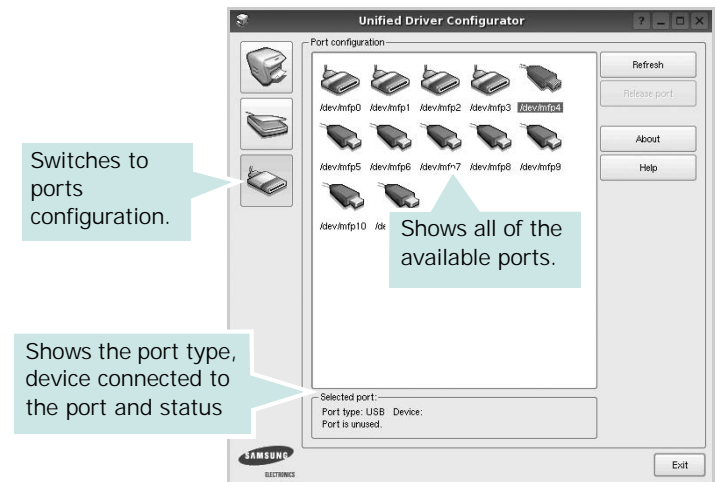 Unified Driver Configurator
Port configuration
/dev/mfp0 /dev/mfp1 /dev/mfp2 /dev/mfp3 /dev/mfp4
/dev/mfp5 /dev/mfp6 /dev/mfp7 /dev/mfp8 /dev/mfp9
/dev/mfp10
Refresh
Release port
About
Help
Switches to
ports
configuration.
Shows all of the
available ports.
Shows the port type,
device connected to
the port and status
Selected port:
Port type: USB Device:
Port is unused.
SAMSUNG
ELECTRONICS
Exit